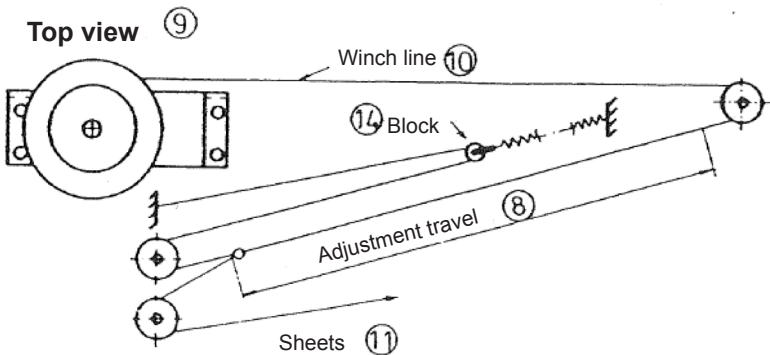 Top view ⑨
Winch line ⑩
⑭ Block
Adjustment travel ⑧
Sheets ⑪